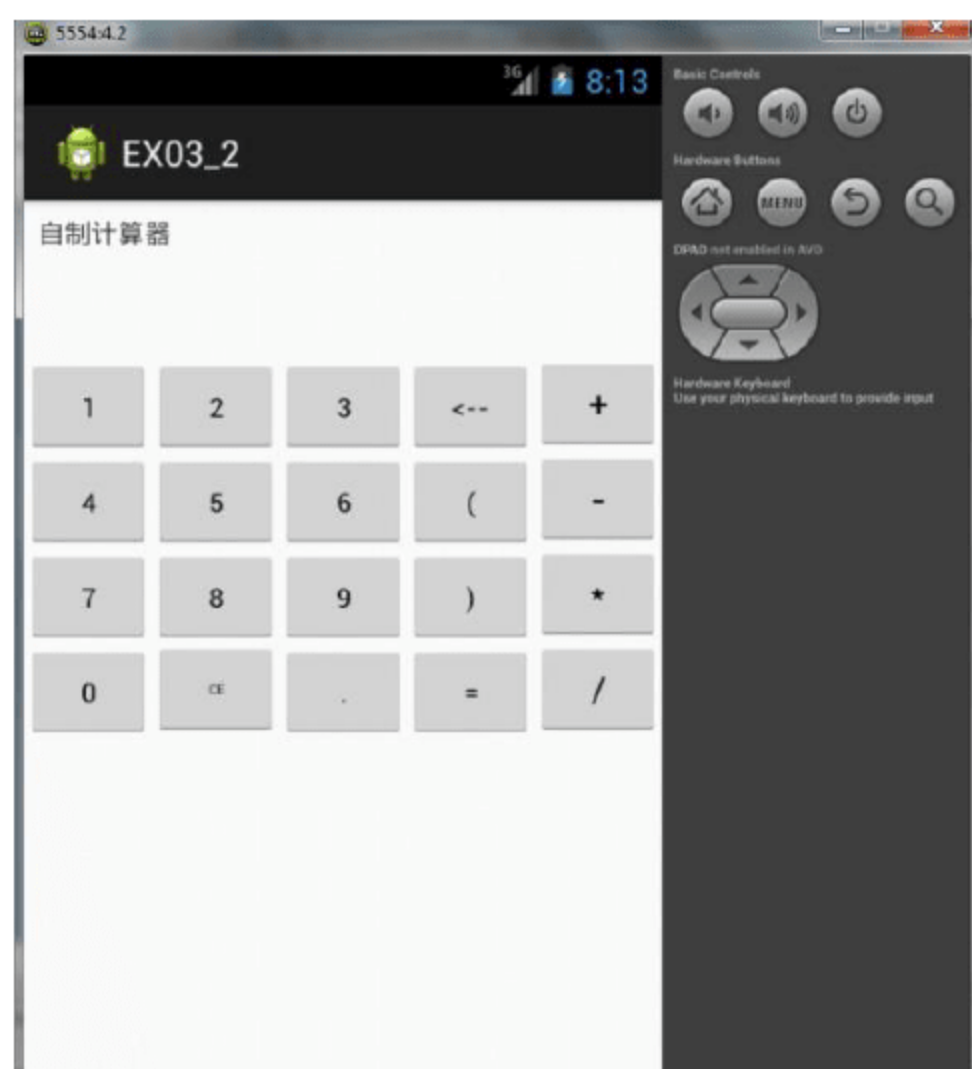 5554:4.2
3G 8:13
EX03_2
自制计算器
1 2 3 <-- +
4 5 6 ( -
7 8 9 ) *
0 CE . = /
Basic Controls
Hardware Buttons
MENU
DPAD not enabled in AVD
Hardware Keyboard
Use your physical keyboard to provide input